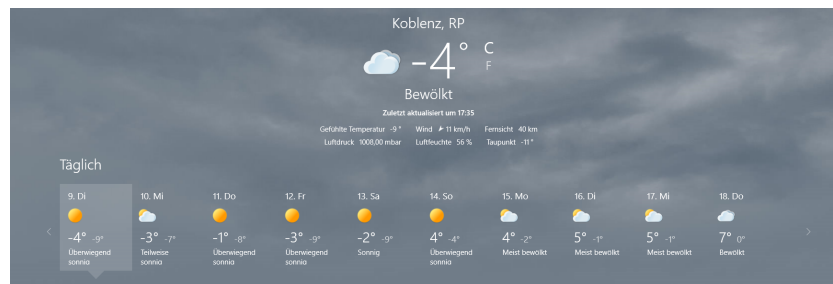 Koblenz, RP
-4° C
F
Bewölkt
Zuletzt aktualisiert um 17:35
Gefühlte Temperatur -9 ° Wind 11 km/h Fernsicht 40 km
Luftdruck 1008,00 mbar Luftfeuchte 56 % Taupunkt -11 °
Täglich
9. Di 10. Mi 11. Do 12. Fr 13. Sa 14. So 15. Mo 16. Di 17. Mi 18. Do
-4° -9° -3° -7° -1° -8° -3° -9° -2° -9° 4° -4° 4° -2° 5° -1° 5° -1° 7° 0°
Überwiegend Teilweise Überwiegend Überwiegend Sonnig Überwiegend Meist bewölkt Meist bewölkt Meist bewölkt Bewölkt
sonnig sonnig sonnig sonnig sonnig